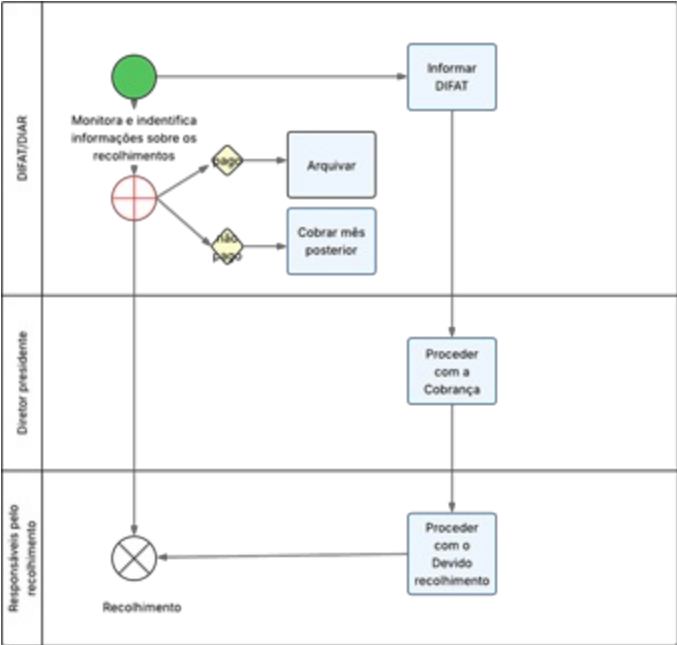 DIFAT/DIAR
Informar
DIFAT
Monitora e indentifica
informações sobre os
recolhimentos
pago
Arquivar
não
pago
Cobrar mês
posterior
Diretor presidente
Proceder
com a
Cobrança
Responsáveis pelo
recolhimento
Proceder
com o
Devido
recolhimento
Recolhimento